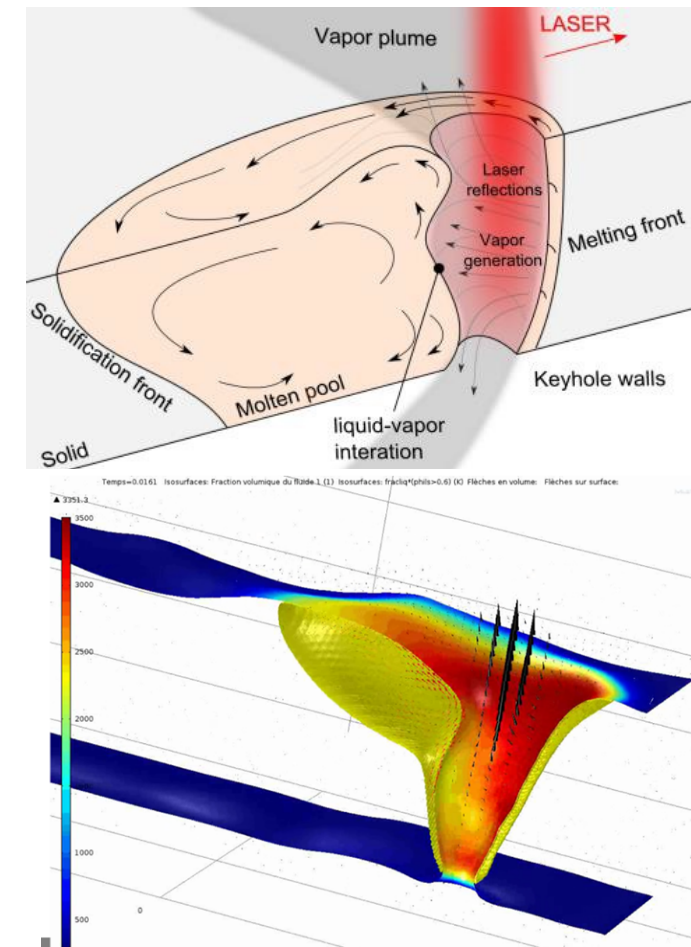 LASER
Vapor plume
Laser
reflections
Vapor
generation
Melting front
Solidification front
Molten pool
Keyhole walls
liquid-vapor
interation
Solid
Temps=0.0161 Isosurfaces: Fraction volumique du fluide 1 (1) Isosurfaces: fracliq*(phils>0.6) (K) Flèches en volume: Flèches sur surface:
▲ 3351.3
3500
3000
2500
2000
1000
500
0